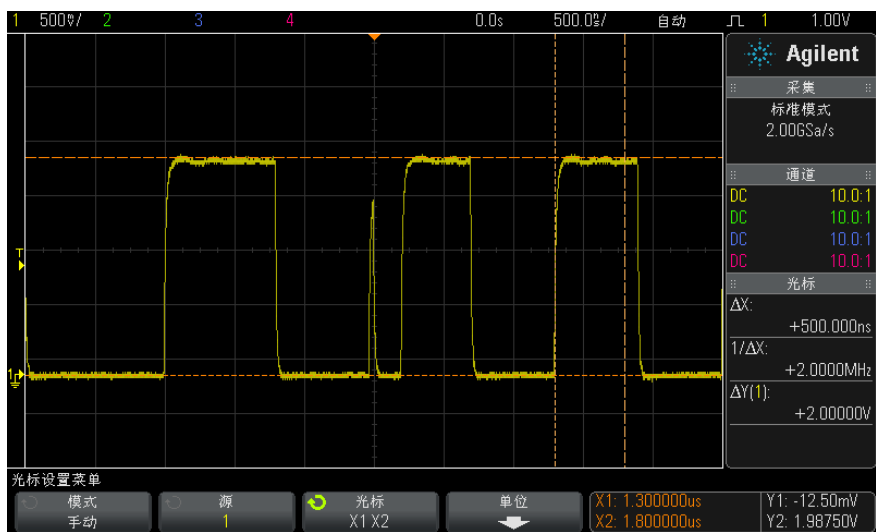 1 500mV/ 2 3 4 0.0s 500.0ns/ 自动 1 1.00V
Agilent
采集
标准模式
2.00GSa/s
通道
DC 10.0:1
DC 10.0:1
DC 10.0:1
DC 10.0:1
光标
ΔX:
+500.000ns
1/ΔX:
+2.0000MHz
ΔY(1):
+2.00000V
T
1
光标设置菜单
模式
手动
源
1
光标
X1 X2
单位
X1: 1.300000us
X2: 1.800000us
Y1: -12.50mV
Y2: 1.98750V